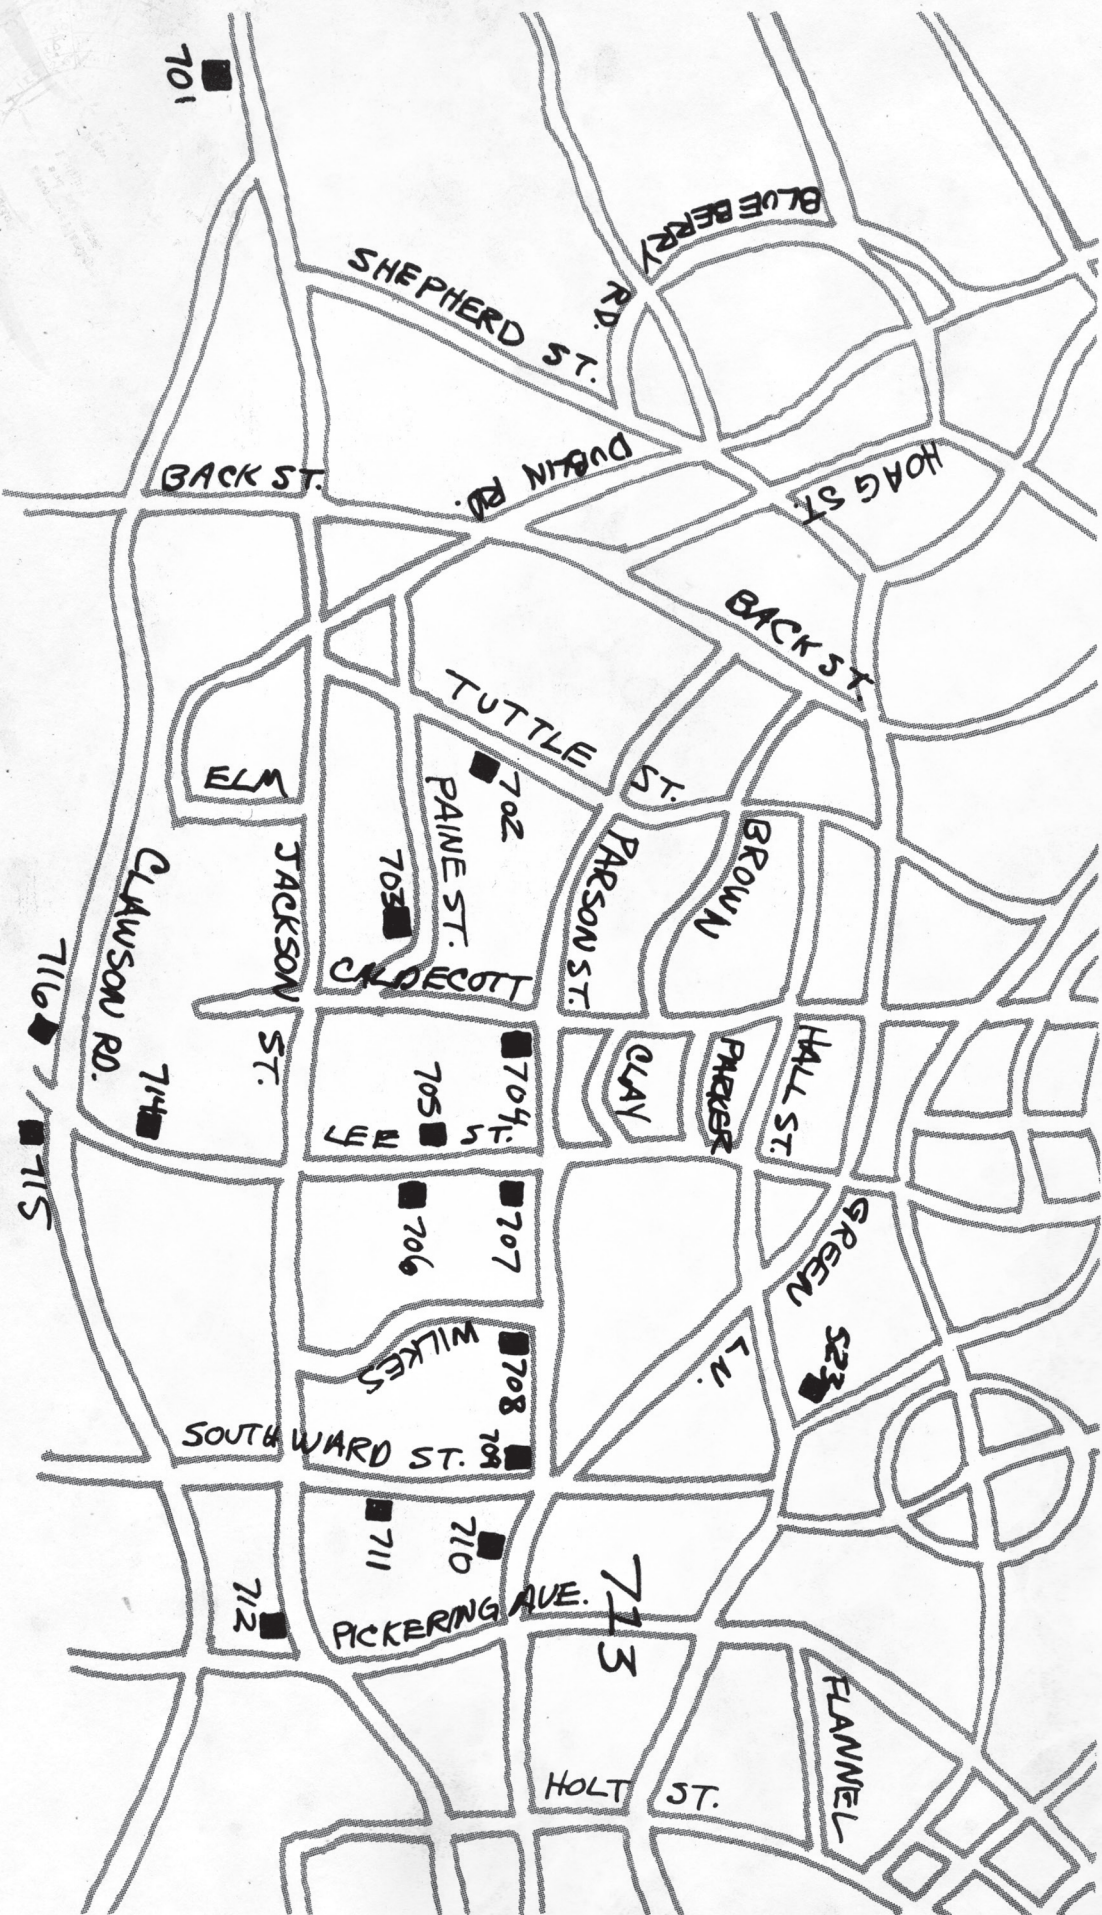 701
BLUEBERRY RD.
SHEPHERD ST.
DUBLIN RD.
HOAG ST.
BACK ST.
BACK ST.
TUTTLE ST.
702
ELM
PAINE ST.
703
BROWN
PARSON ST.
JACKSON ST.
CLAWSON RD.
CALDECOTT
716
714
715
704
705
LEE ST.
CLAY
PARKER
HALL ST.
706
707
GREEN LN.
523
WILKES
708
SOUTHWARD ST.
709
711
710
712
PICKERING AVE.
713
FLANNEL
HOLT ST.